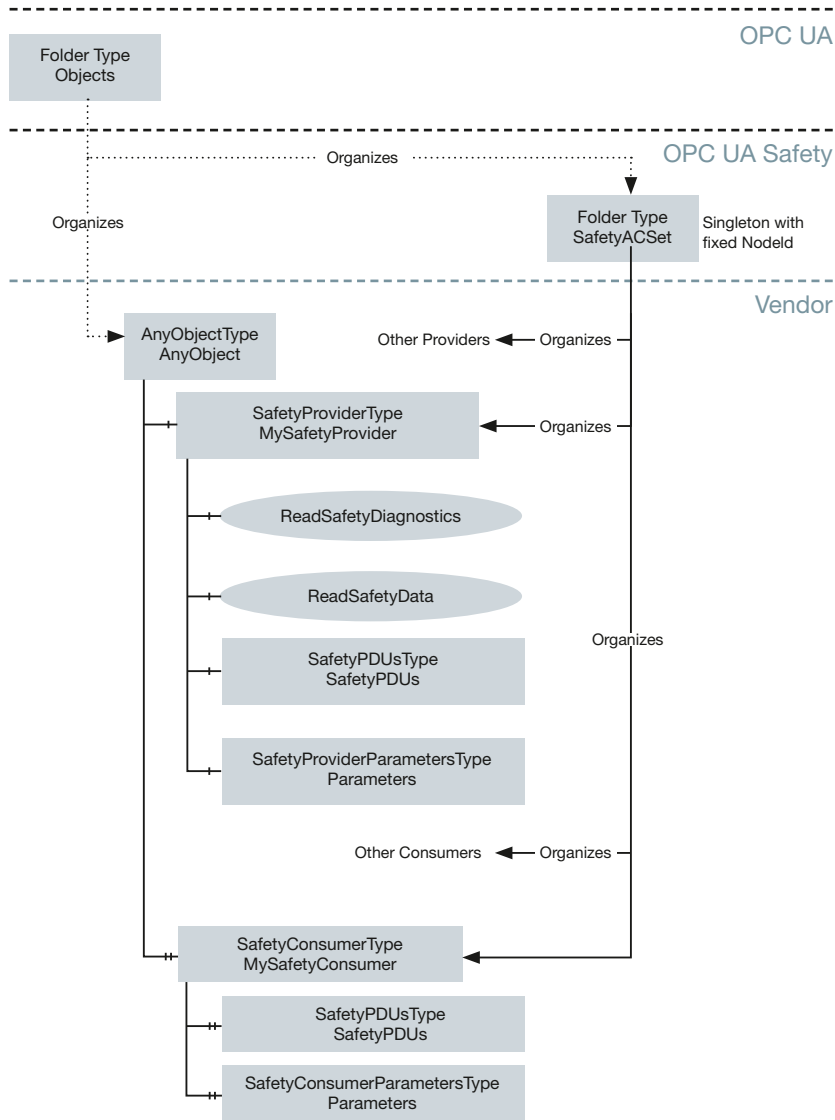 OPC UA
Folder Type
Objects
Organizes
OPC UA Safety
Organizes
Folder Type
SafetyACSet
Singleton with
fixed NodeId
Vendor
AnyObjectType
AnyObject
Other Providers
Organizes
SafetyProviderType
MySafetyProvider
Organizes
ReadSafetyDiagnostics
ReadSafetyData
Organizes
SafetyPDUsType
SafetyPDUs
SafetyProviderParametersType
Parameters
Other Consumers
Organizes
SafetyConsumerType
MySafetyConsumer
SafetyPDUsType
SafetyPDUs
SafetyConsumerParametersType
Parameters